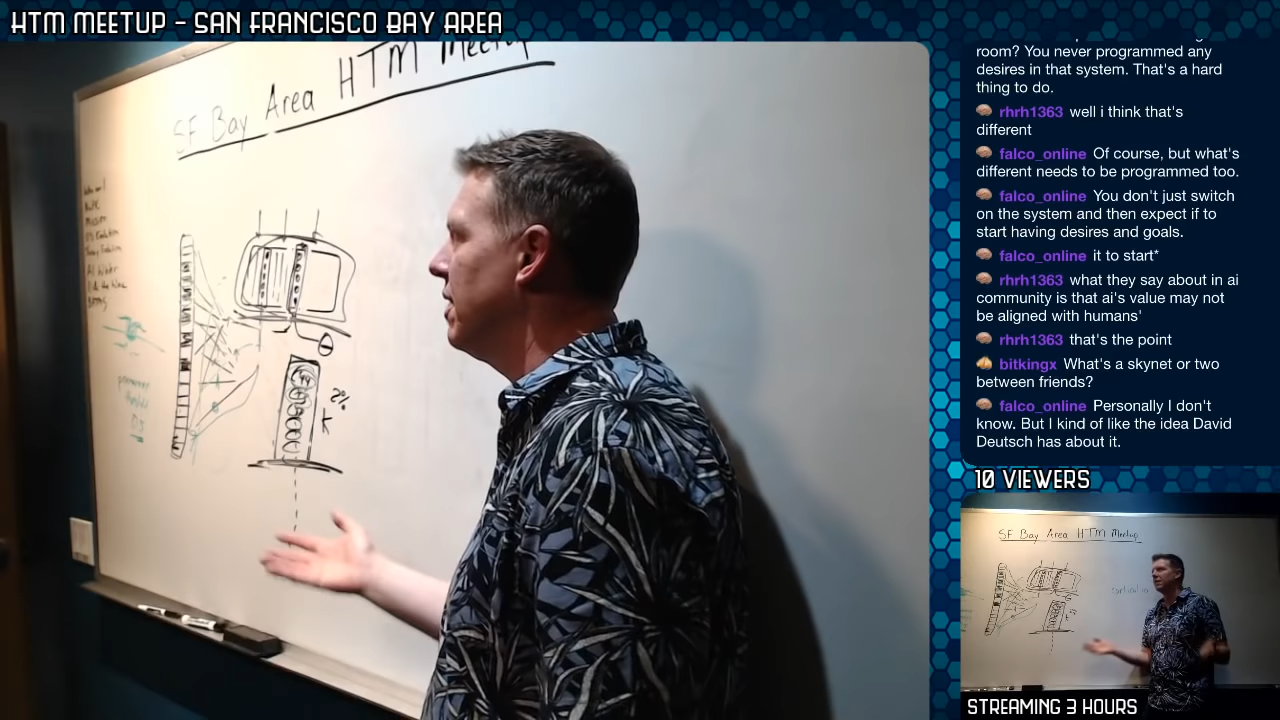 HTM MEETUP - SAN FRANCISCO BAY AREA
SF Bay Area HTM Meetup
2%
K
room? You never programmed any
desires in that system. That's a hard
thing to do.
rhrh1363 well i think that's
different
falco_online Of course, but what's
different needs to be programmed too.
falco_online You don't just switch
on the system and then expect if to
start having desires and goals.
falco_online it to start*
rhrh1363 what they say about in ai
community is that ai's value may not
be aligned with humans'
rhrh1363 that's the point
bitkingx What's a skynet or two
between friends?
falco_online Personally I don't
know. But I kind of like the idea David
Deutsch has about it.
10 VIEWERS
SF Bay Area HTM Meetup
STREAMING 3 HOURS